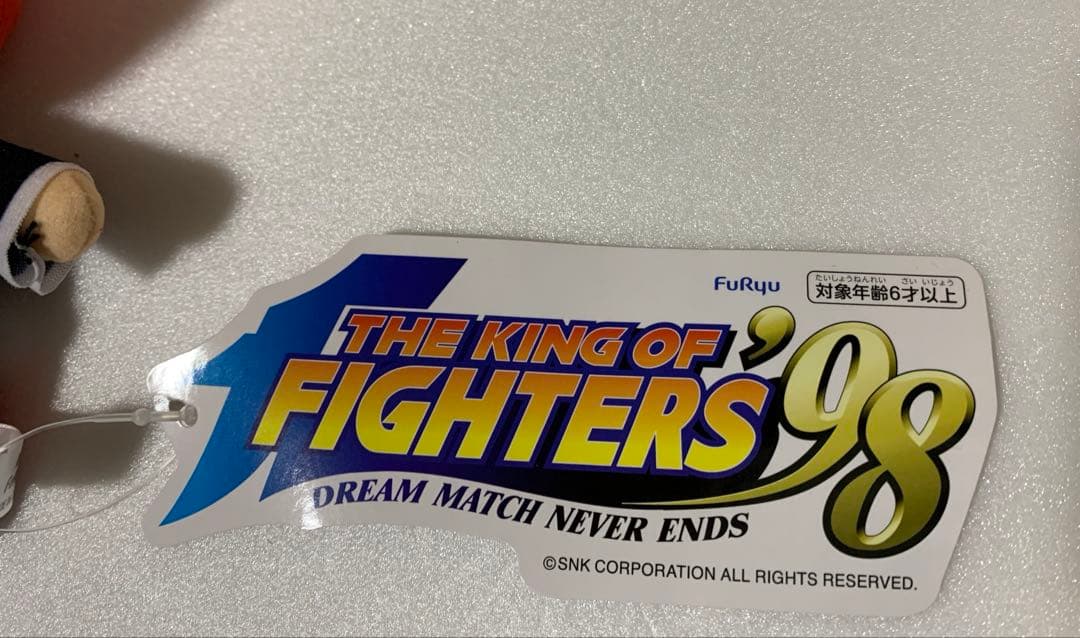 FuRyu
たいしょうねんれい さい いじょう
対象年齢6才以上
THE KING OF
FIGHTERS '98
DREAM MATCH NEVER ENDS
©SNK CORPORATION ALL RIGHTS RESERVED.